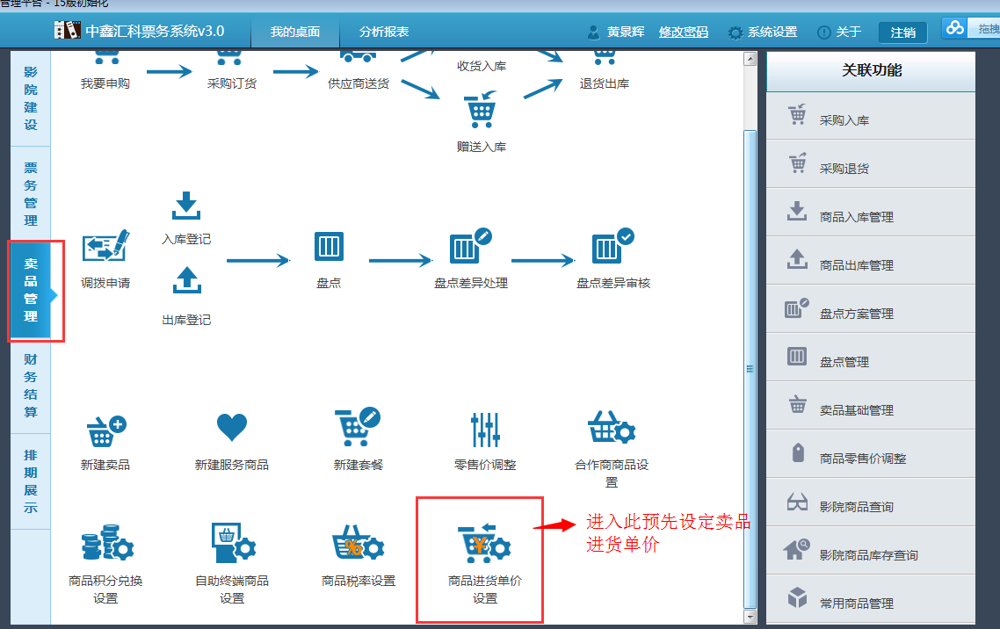 管理平台 - 15版初始化
中鑫汇科票务系统v3.0
我的桌面
分析报表
黄景辉
修改密码
系统设置
关于
注销
拖拽
影院建设
票务管理
卖品管理
财务结算
排期展示
我要申购
采购订货
供应商送货
收货入库
退货出库
赠送入库
入库登记
调拨申请
盘点
盘点差异处理
盘点差异审核
出库登记
新建卖品
新建服务商品
新建套餐
零售价调整
合作商商品设
置
商品积分兑换
设置
自助终端商品
设置
商品税率设置
商品进货单价
设置
进入此预先设定卖品
进货单价
关联功能
采购入库
采购退货
商品入库管理
商品出库管理
盘点方案管理
盘点管理
卖品基础管理
商品零售价调整
影院商品查询
影院商品库存查询
常用商品管理